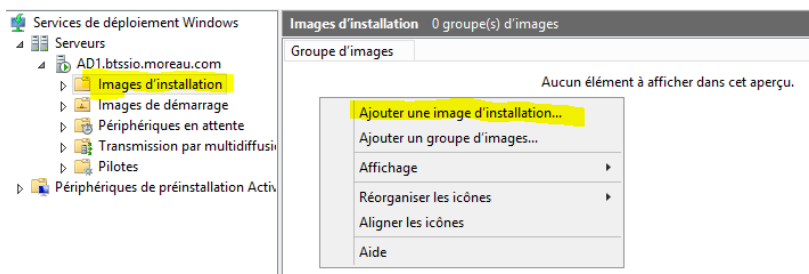 Services de déploiement Windows
Serveurs
AD1.btssio.moreau.com
Images d'installation
Images de démarrage
Périphériques en attente
Transmission par multidiffusi
Pilotes
Périphériques de préinstallation Activ
Images d'installation 0 groupe(s) d'images
Groupe d'images
Aucun élément à afficher dans cet aperçu.
Ajouter une image d'installation...
Ajouter un groupe d'images...
Affichage
Réorganiser les icônes
Aligner les icônes
Aide